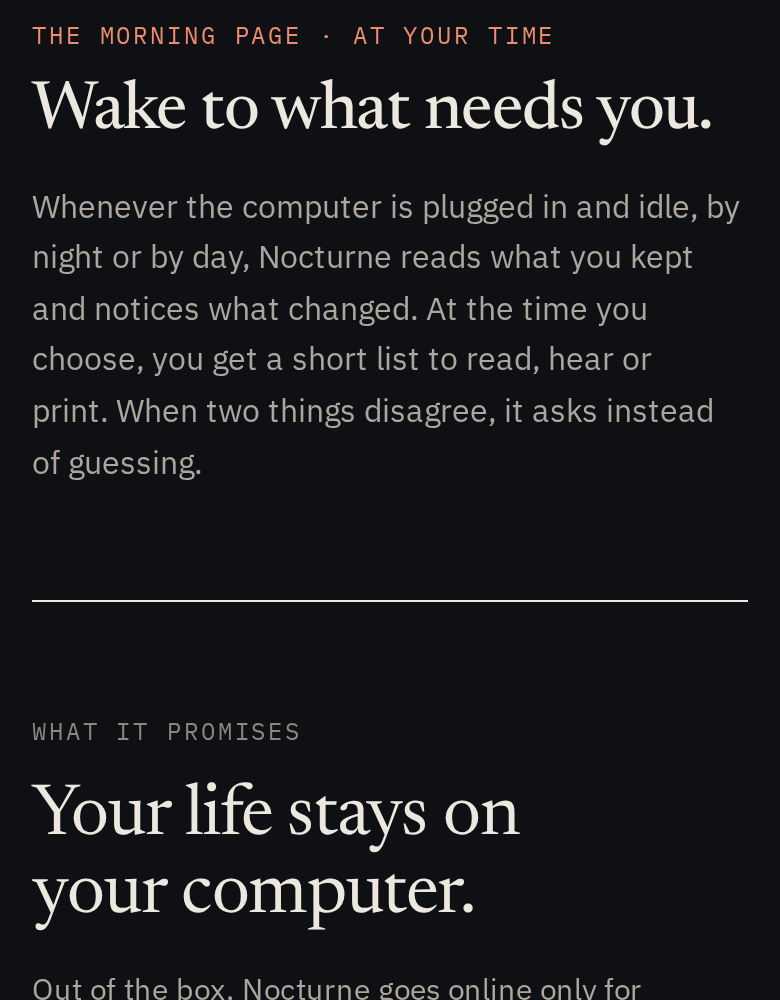 THE MORNING PAGE · AT YOUR TIME
Wake to what needs you.
Whenever the computer is plugged in and idle, by
night or by day, Nocturne reads what you kept
and notices what changed. At the time you
choose, you get a short list to read, hear or
print. When two things disagree, it asks instead
of guessing.
WHAT IT PROMISES
Your life stays on
your computer.
Out of the box, Nocturne goes online only for